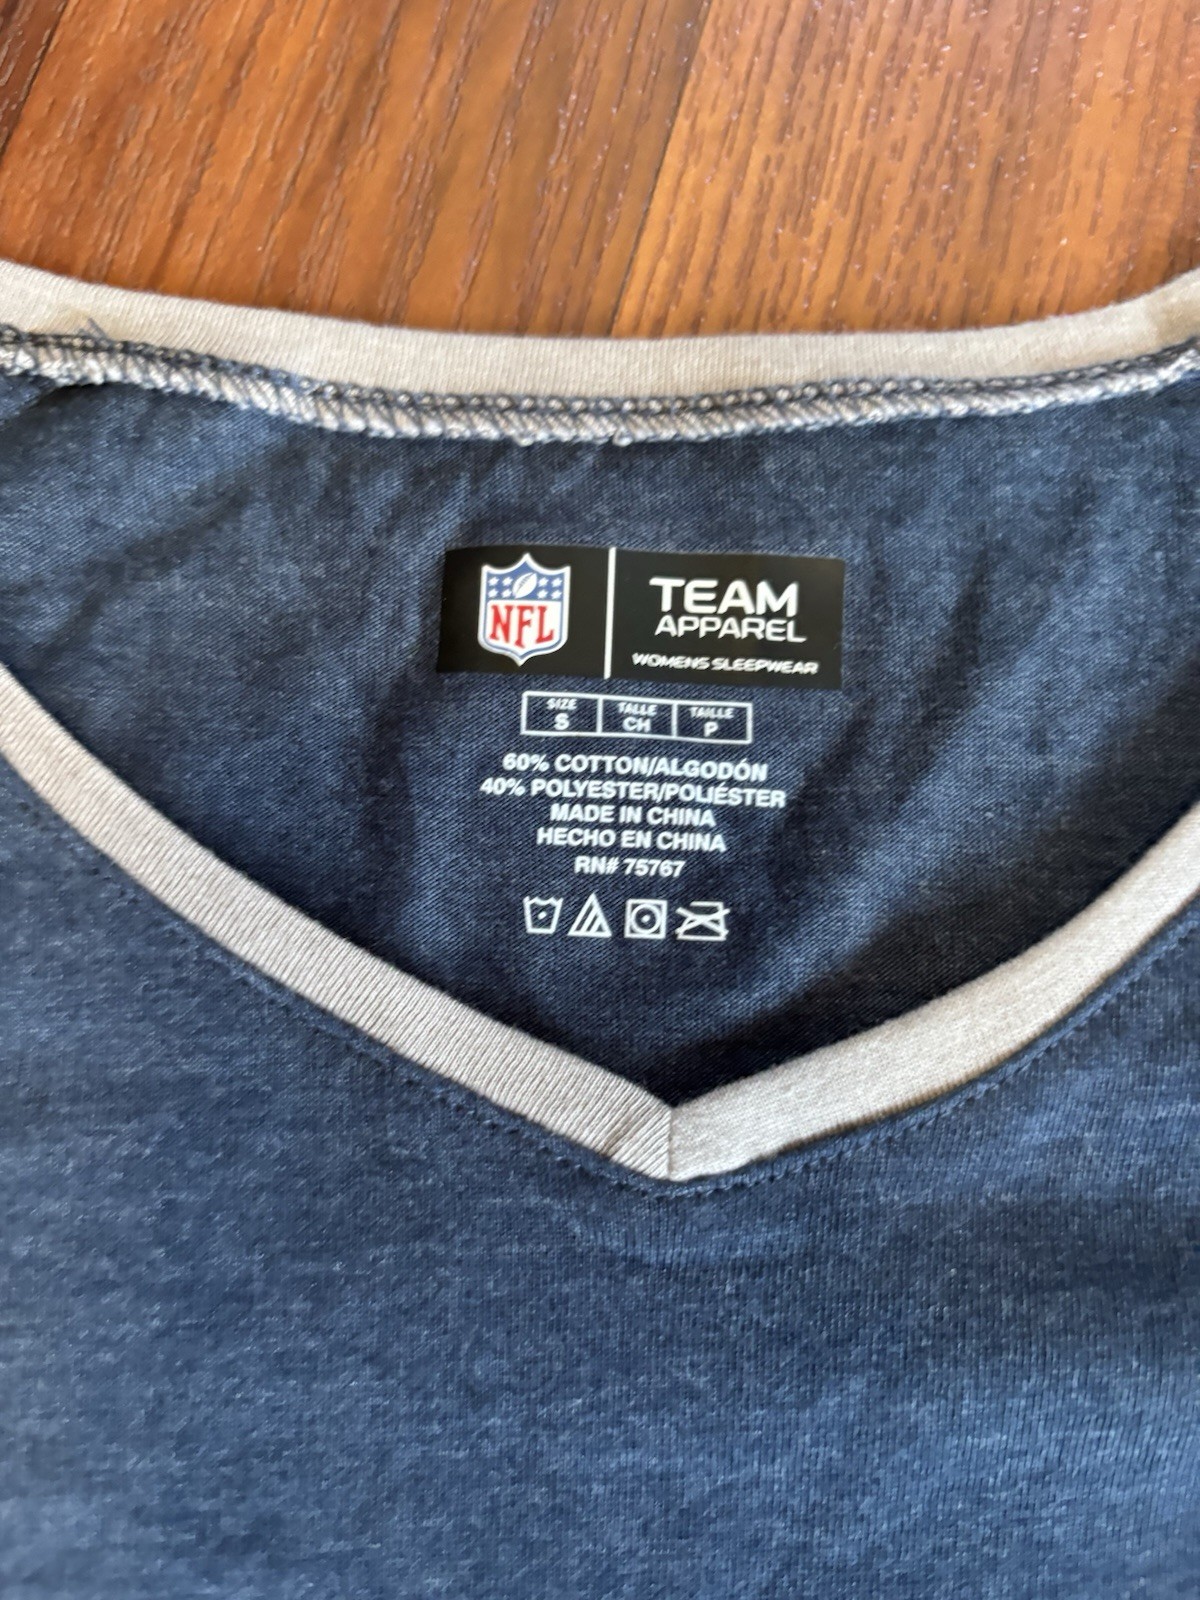 NFL
TEAM
APPAREL
WOMENS SLEEPWEAR
SIZE TALLE TAILLE
S CH P
60% COTTON/ALGODÓN
40% POLYESTER/POLIÉSTER
MADE IN CHINA
HECHO EN CHINA
RN# 75767